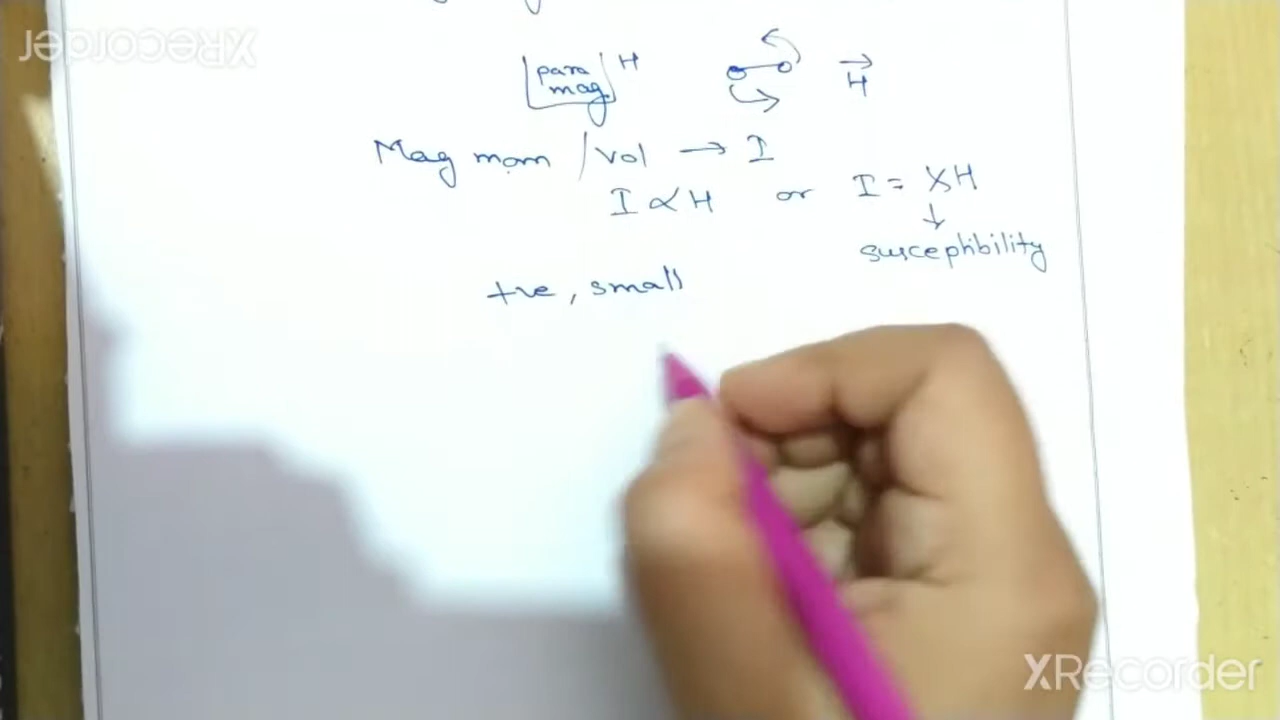 XRecorder
para H H
mag.
Mag mom / vol → I
I ∝ H or I = χH
↓
susceptibility
+ve, small
XRecorder